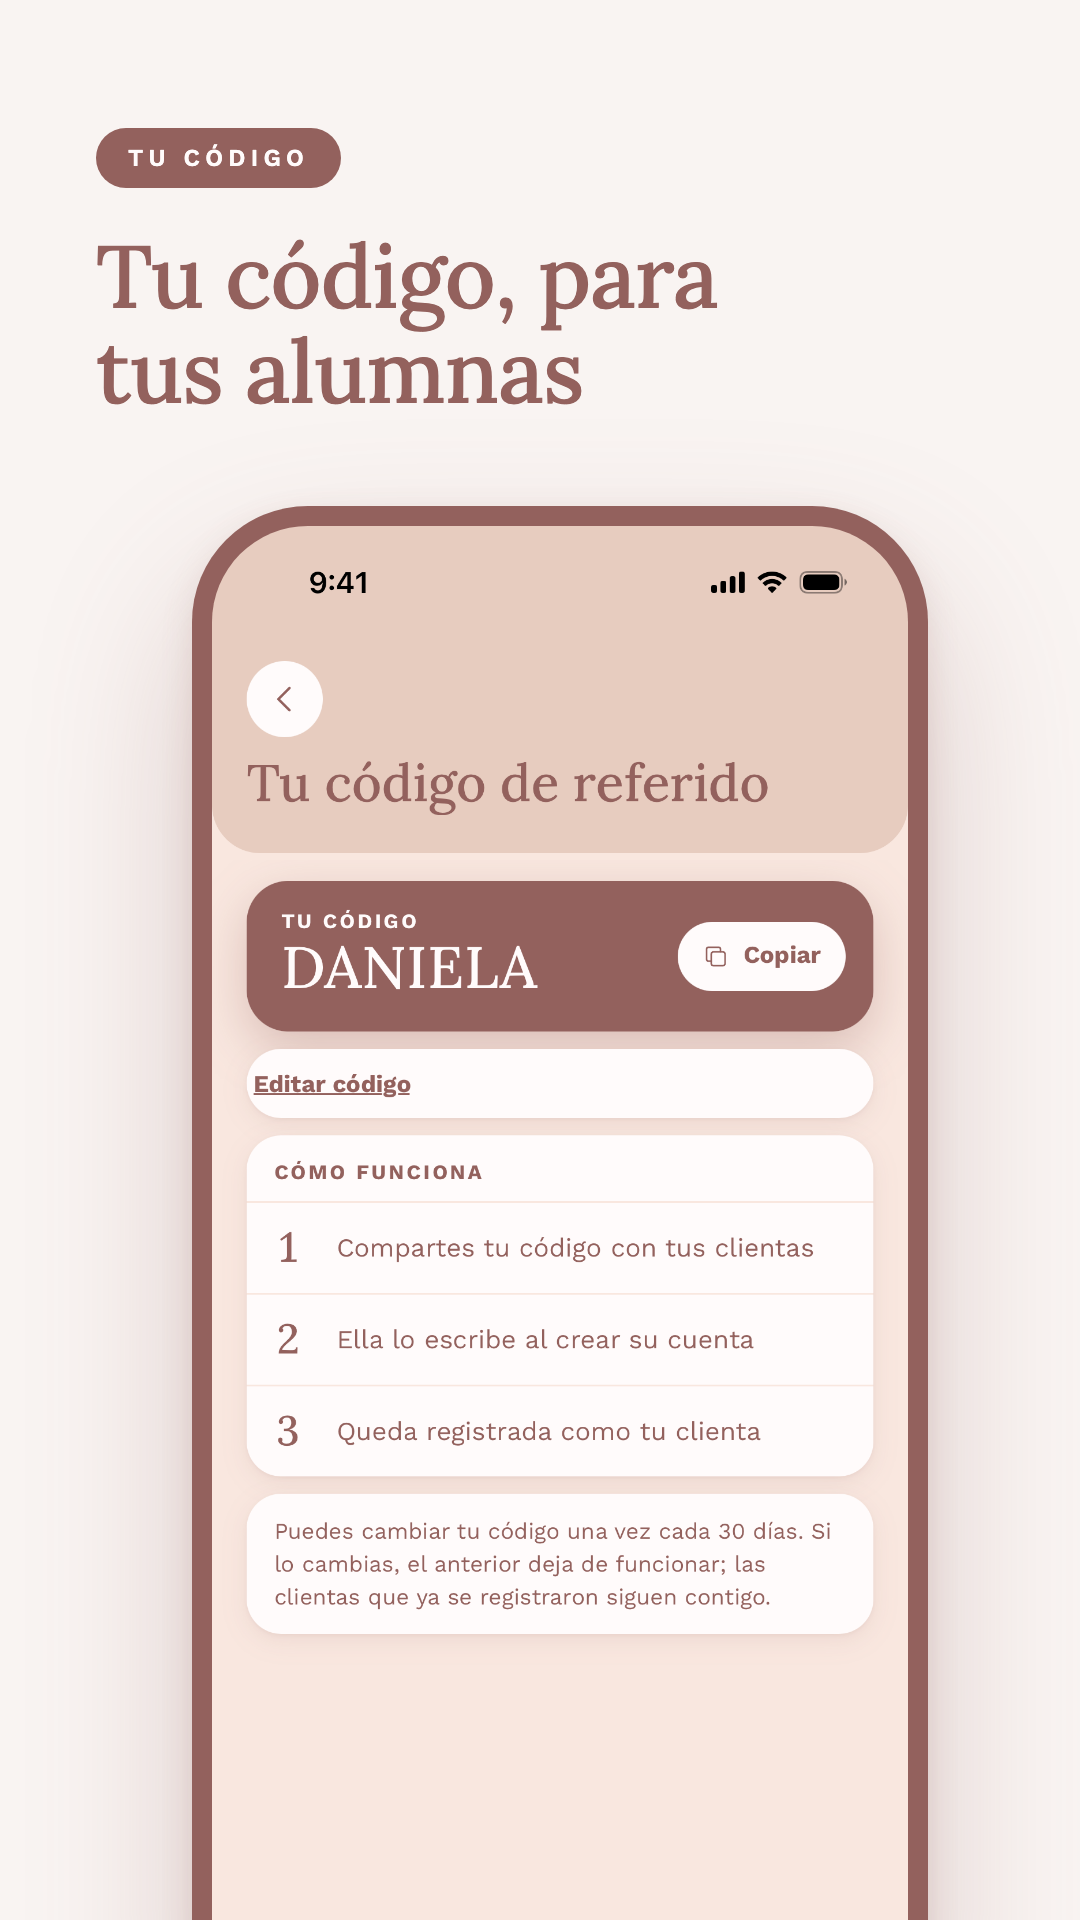 TU CÓDIGO
Tu código, para
tus alumnas
9:41
Tu código de referido
TU CÓDIGO
DANIELA
Copiar
Editar código
CÓMO FUNCIONA
1 Compartes tu código con tus clientas
2 Ella lo escribe al crear su cuenta
3 Queda registrada como tu clienta
Puedes cambiar tu código una vez cada 30 días. Si
lo cambias, el anterior deja de funcionar; las
clientas que ya se registraron siguen contigo.